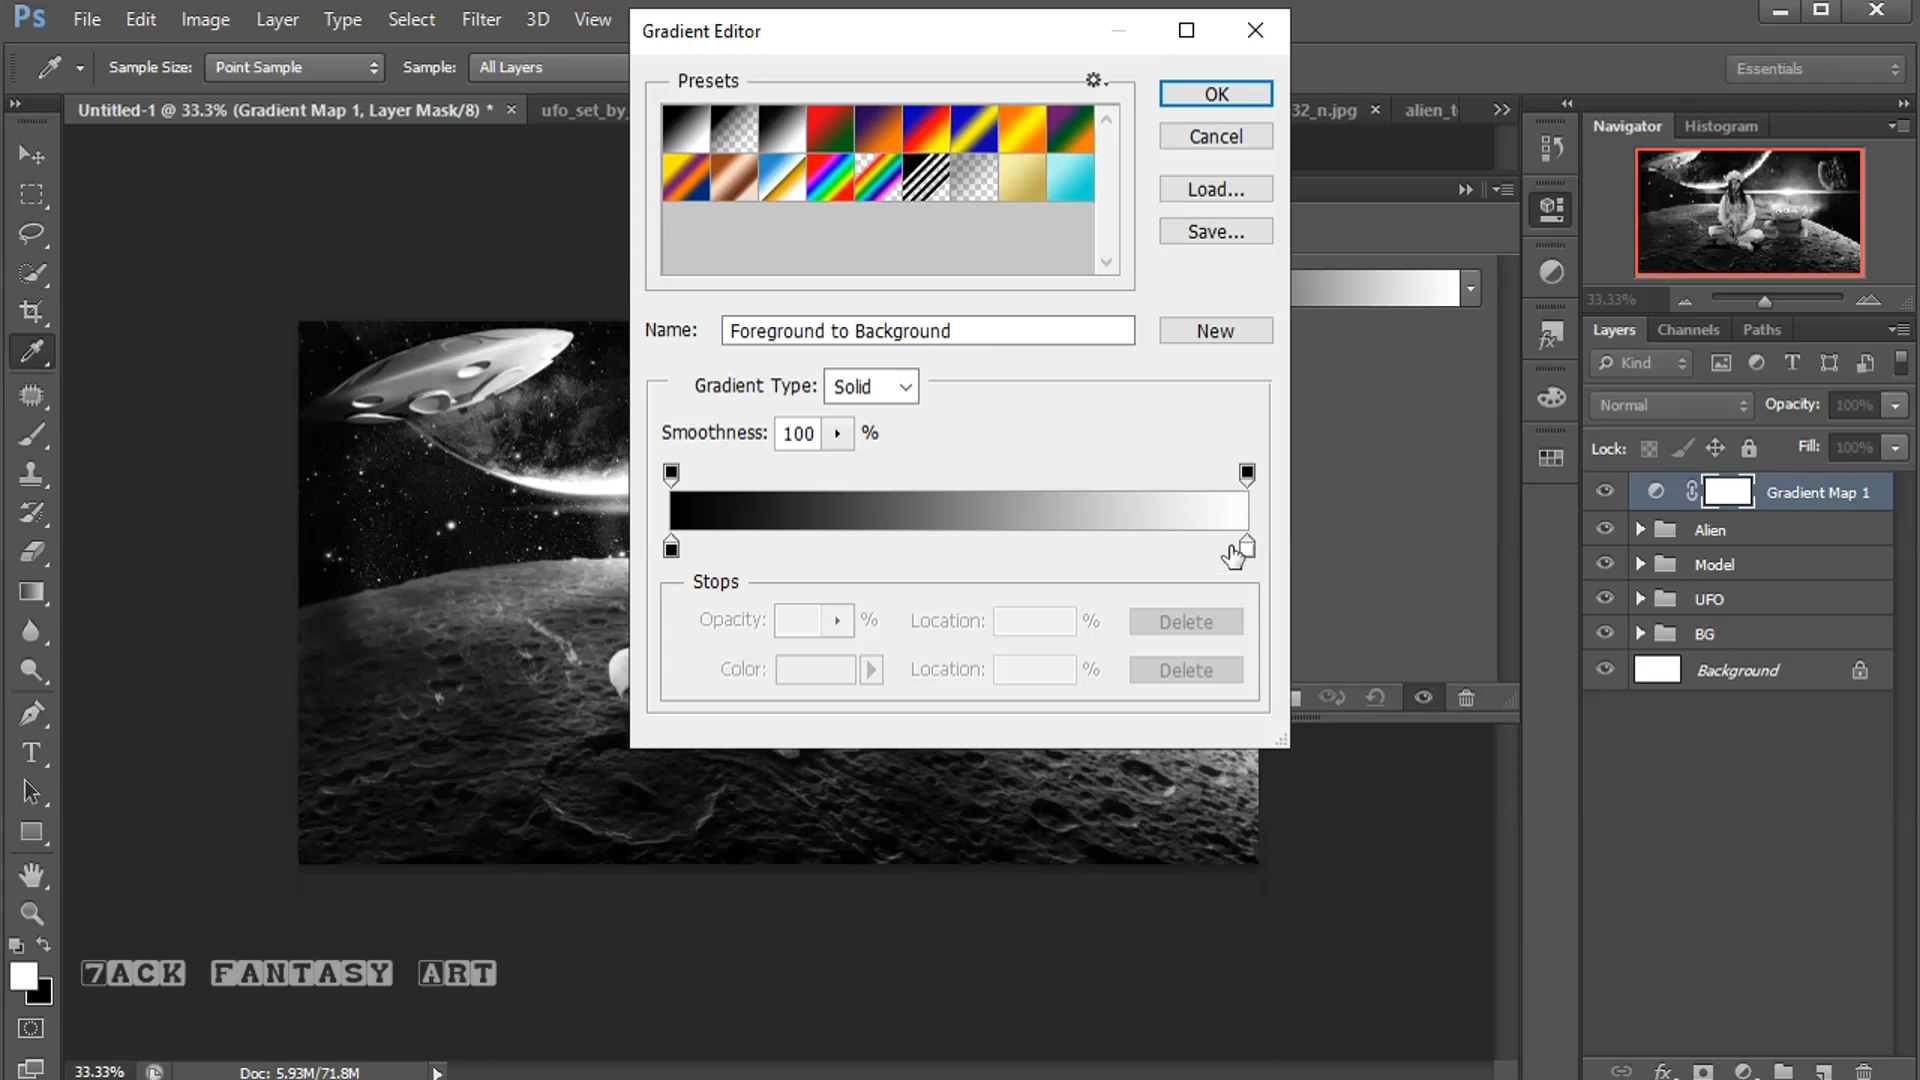 Ps File Edit Image Layer Type Select Filter 3D View
Sample Size: Point Sample Sample: All Layers Essentials
Untitled-1 @ 33.3% (Gradient Map 1, Layer Mask/8) * × ufo_set_by_ 32_n.jpg × alien_t
Gradient Editor
Presets
OK
Cancel
Load...
Save...
Name: Foreground to Background New
Gradient Type: Solid
Smoothness: 100 %
Stops
Opacity: % Location: % Delete
Color: % Location: % Delete
Navigator Histogram
33.33%
Layers Channels Paths
Kind
Normal Opacity: 100%
Lock: Fill: 100%
Gradient Map 1
Alien
Model
UFO
BG
Background
7ACK FANTASY ART
33.33% Doc: 5.93M/71.8M